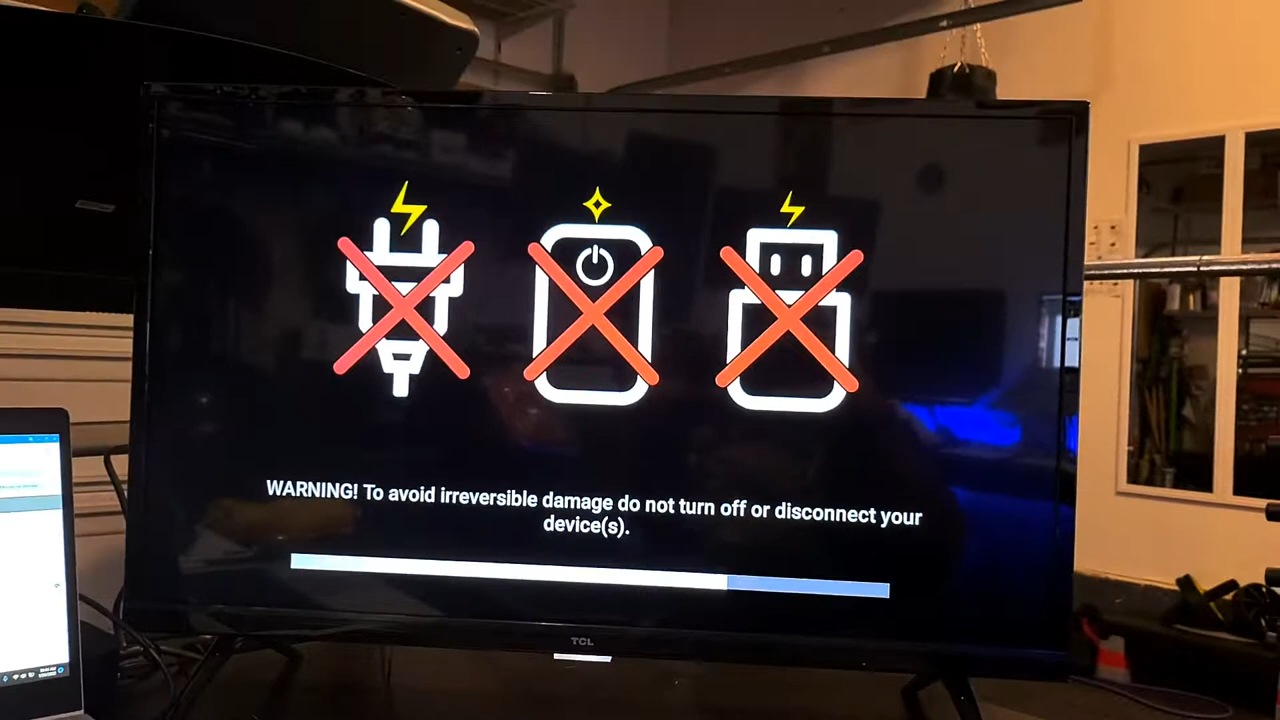 WARNING! To avoid irreversible damage do not turn off or disconnect your
device(s).
TCL